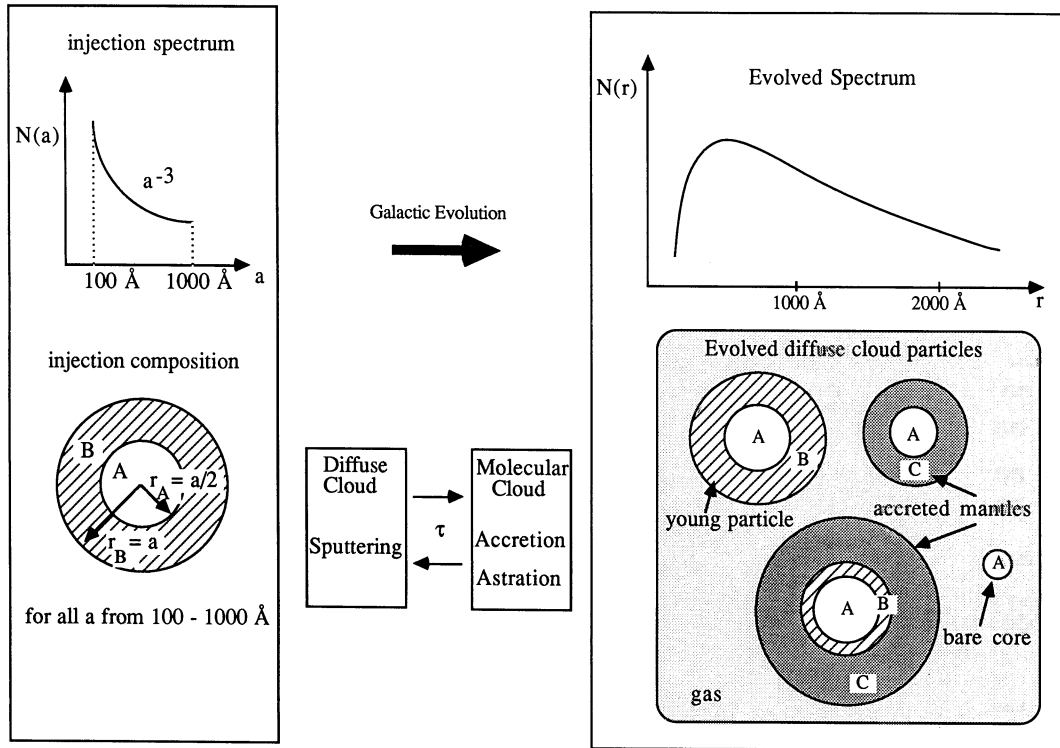 injection spectrum
N(a)
a-3
100 Å
1000 Å
a
injection composition
B
A
rA = a/2
rB = a
for all a from 100 - 1000 Å
Galactic Evolution
Diffuse
Cloud
Sputtering
τ
Molecular
Cloud
Accretion
Astration
Evolved Spectrum
N(r)
1000 Å
2000 Å
r
Evolved diffuse cloud particles
A
B
A
C
young particle
accreted mantles
A
B
C
A
bare core
gas